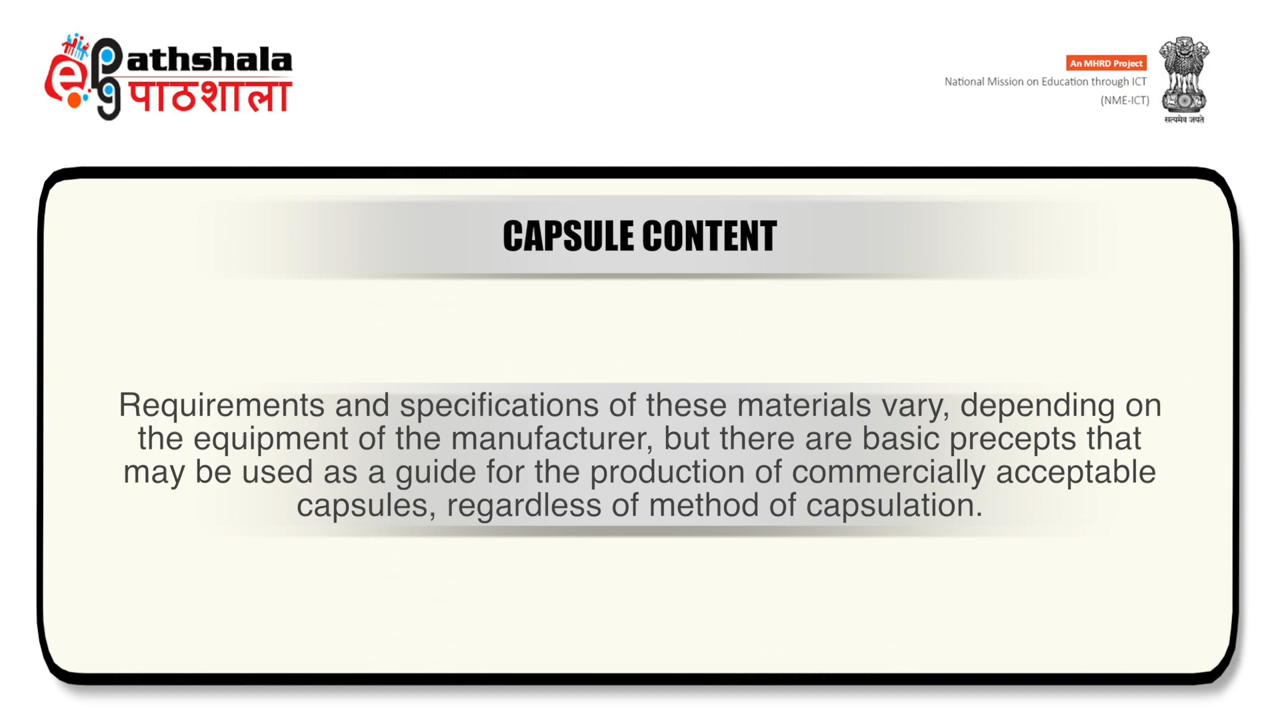 e
pg
athshala
पाठशाला
An MHRD Project
National Mission on Education through ICT
(NME-ICT)
सत्यमेव जयते
CAPSULE CONTENT
Requirements and specifications of these materials vary, depending on
the equipment of the manufacturer, but there are basic precepts that
may be used as a guide for the production of commercially acceptable
capsules, regardless of method of capsulation.